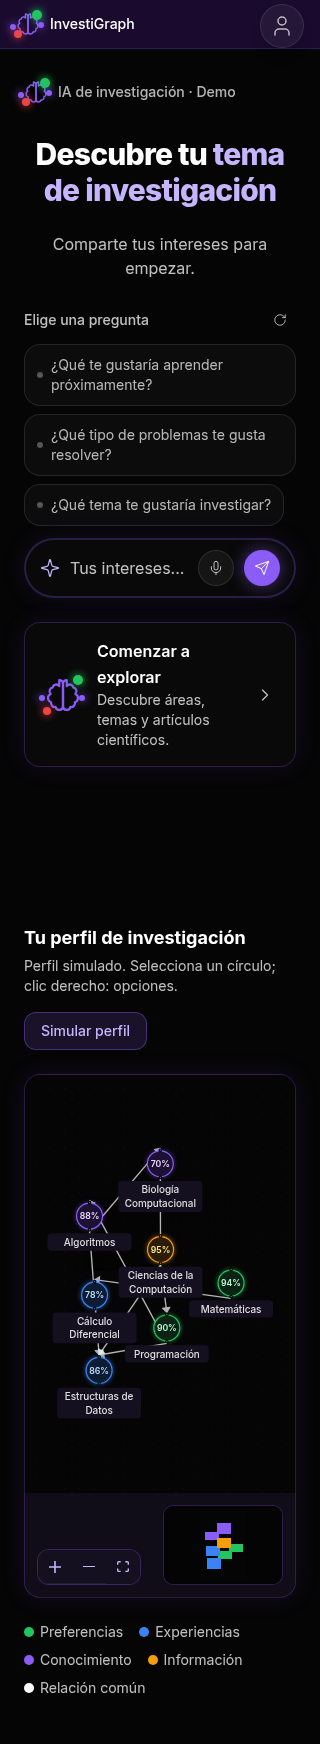 InvestiGraph
IA de investigación · Demo
Descubre tu tema
de investigación
Comparte tus intereses para
empezar.
Elige una pregunta
¿Qué te gustaría aprender
próximamente?
¿Qué tipo de problemas te gusta
resolver?
¿Qué tema te gustaría investigar?
Tus intereses...
Comenzar a
explorar
Descubre áreas,
temas y artículos
científicos.
Tu perfil de investigación
Perfil simulado. Selecciona un círculo;
clic derecho: opciones.
Simular perfil
70%
Biología
Computacional
88%
Algoritmos
95%
Ciencias de la
Computación
94%
Matemáticas
78%
Cálculo
Diferencial
90%
Programación
86%
Estructuras de
Datos
Preferencias
Experiencias
Conocimiento
Información
Relación común